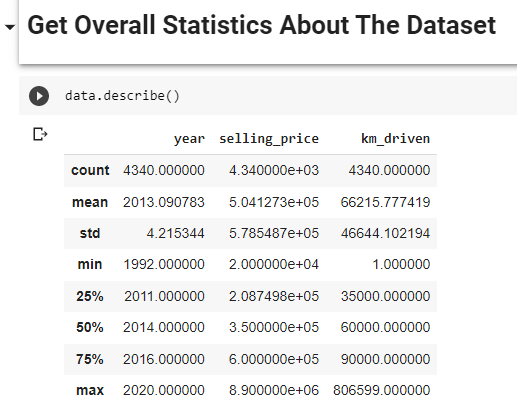 Get Overall Statistics About The Dataset
data.describe()
year selling_price km_driven
count 4340.000000 4.340000e+03 4340.000000
mean 2013.090783 5.041273e+05 66215.777419
std 4.215344 5.785487e+05 46644.102194
min 1992.000000 2.000000e+04 1.000000
25% 2011.000000 2.087498e+05 35000.000000
50% 2014.000000 3.500000e+05 60000.000000
75% 2016.000000 6.000000e+05 90000.000000
max 2020.000000 8.900000e+06 806599.000000